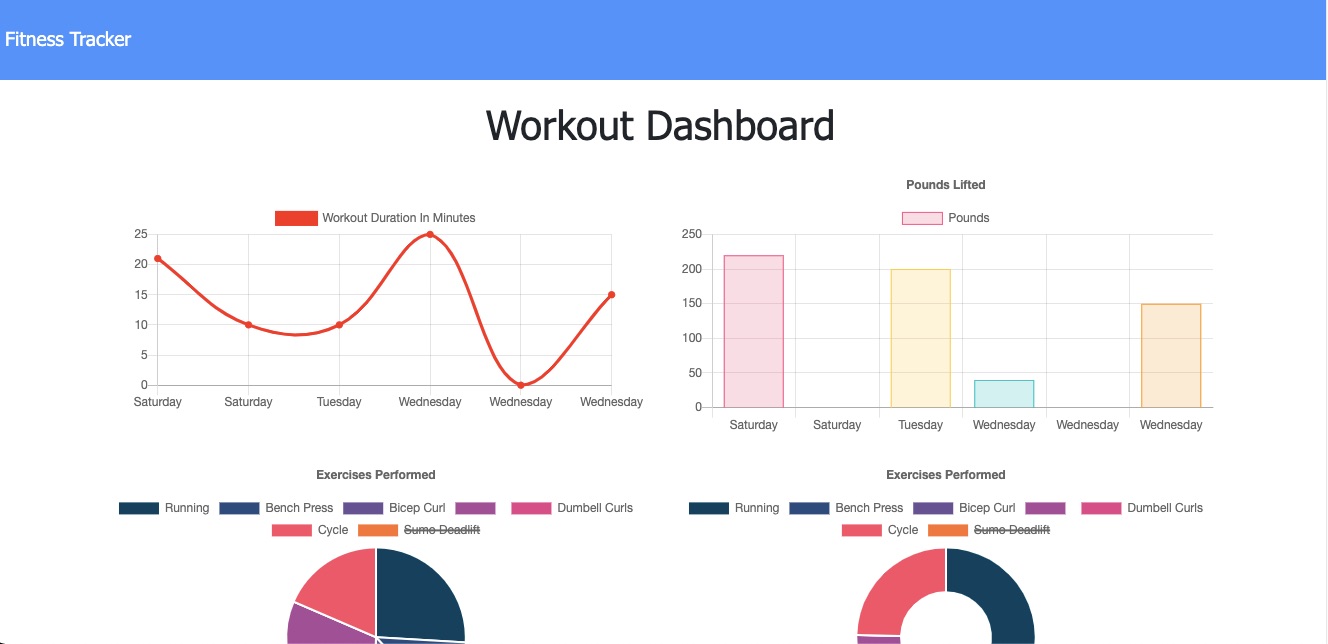 Fitness Tracker
Workout Dashboard
Workout Duration In Minutes
25
20
15
10
5
0
Saturday Saturday Tuesday Wednesday Wednesday Wednesday
Pounds Lifted
Pounds
250
200
150
100
50
0
Saturday Saturday Tuesday Wednesday Wednesday Wednesday
Exercises Performed
Running Bench Press Bicep Curl Dumbell Curls
Cycle Sumo Deadlift
Exercises Performed
Running Bench Press Bicep Curl Dumbell Curls
Cycle Sumo Deadlift